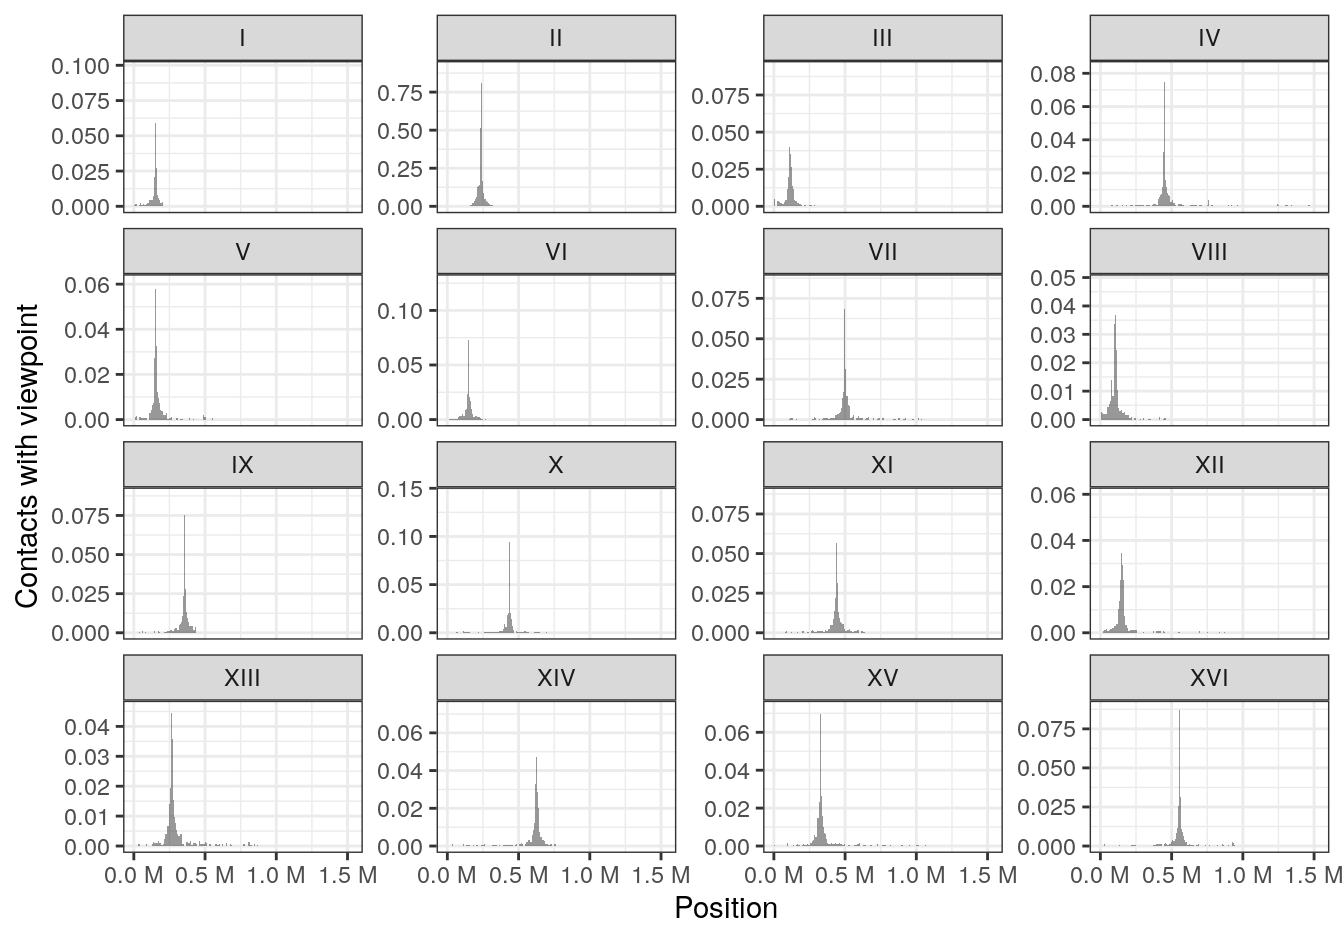 I II III IV
0.100 0.075 0.050 0.025 0.000
0.75 0.50 0.25 0.00
0.075 0.050 0.025 0.000
0.08 0.06 0.04 0.02 0.00
V VI VII VIII
0.06 0.04 0.02 0.00
0.10 0.05 0.00
0.075 0.050 0.025 0.000
0.05 0.04 0.03 0.02 0.01 0.00
Contacts with viewpoint
IX X XI XII
0.075 0.050 0.025 0.000
0.15 0.10 0.05 0.00
0.075 0.050 0.025 0.000
0.06 0.04 0.02 0.00
XIII XIV XV XVI
0.04 0.03 0.02 0.01 0.00
0.06 0.04 0.02 0.00
0.06 0.04 0.02 0.00
0.075 0.050 0.025 0.000
0.0 M 0.5 M 1.0 M 1.5 M 0.0 M 0.5 M 1.0 M 1.5 M 0.0 M 0.5 M 1.0 M 1.5 M 0.0 M 0.5 M 1.0 M 1.5 M
Position